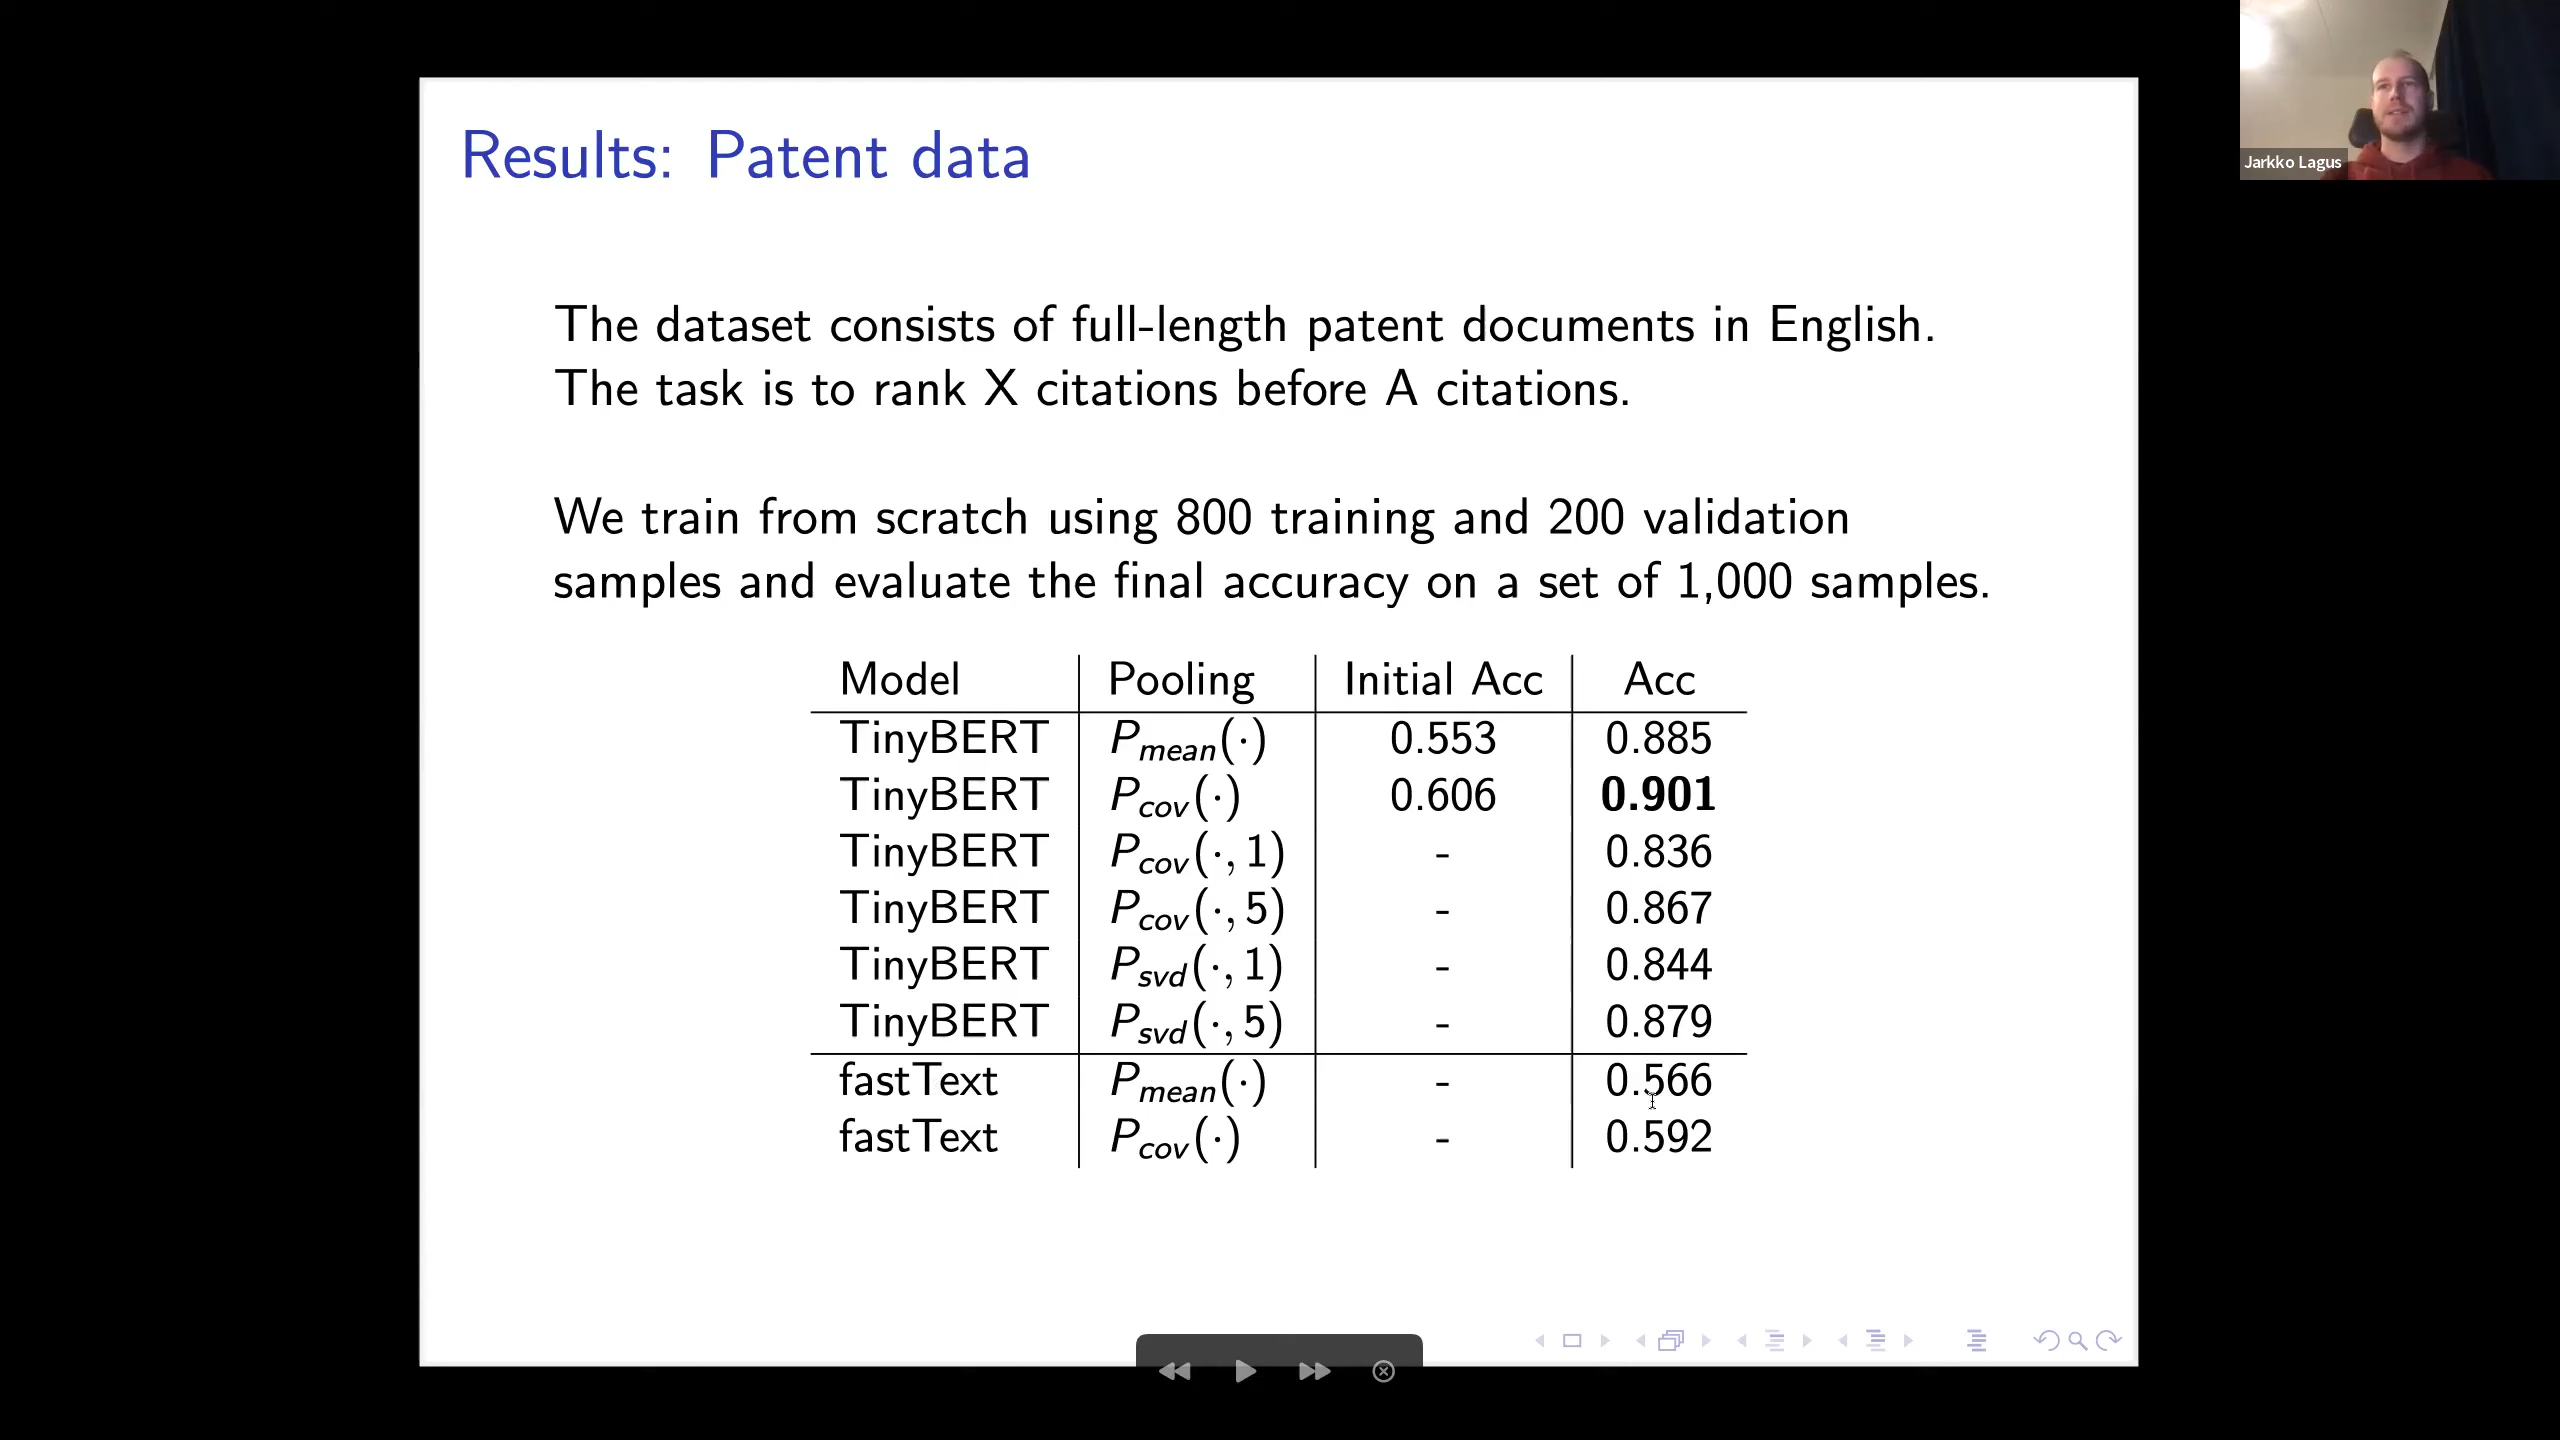 Jarkko Lagus
Results: Patent data
The dataset consists of full-length patent documents in English.
The task is to rank X citations before A citations.
We train from scratch using 800 training and 200 validation
samples and evaluate the final accuracy on a set of 1,000 samples.
Model Pooling Initial Acc Acc
TinyBERT P_mean(·) 0.553 0.885
TinyBERT P_cov(·) 0.606 0.901
TinyBERT P_cov(·, 1) - 0.836
TinyBERT P_cov(·, 5) - 0.867
TinyBERT P_svd(·, 1) - 0.844
TinyBERT P_svd(·, 5) - 0.879
fastText P_mean(·) - 0.566
fastText P_cov(·) - 0.592